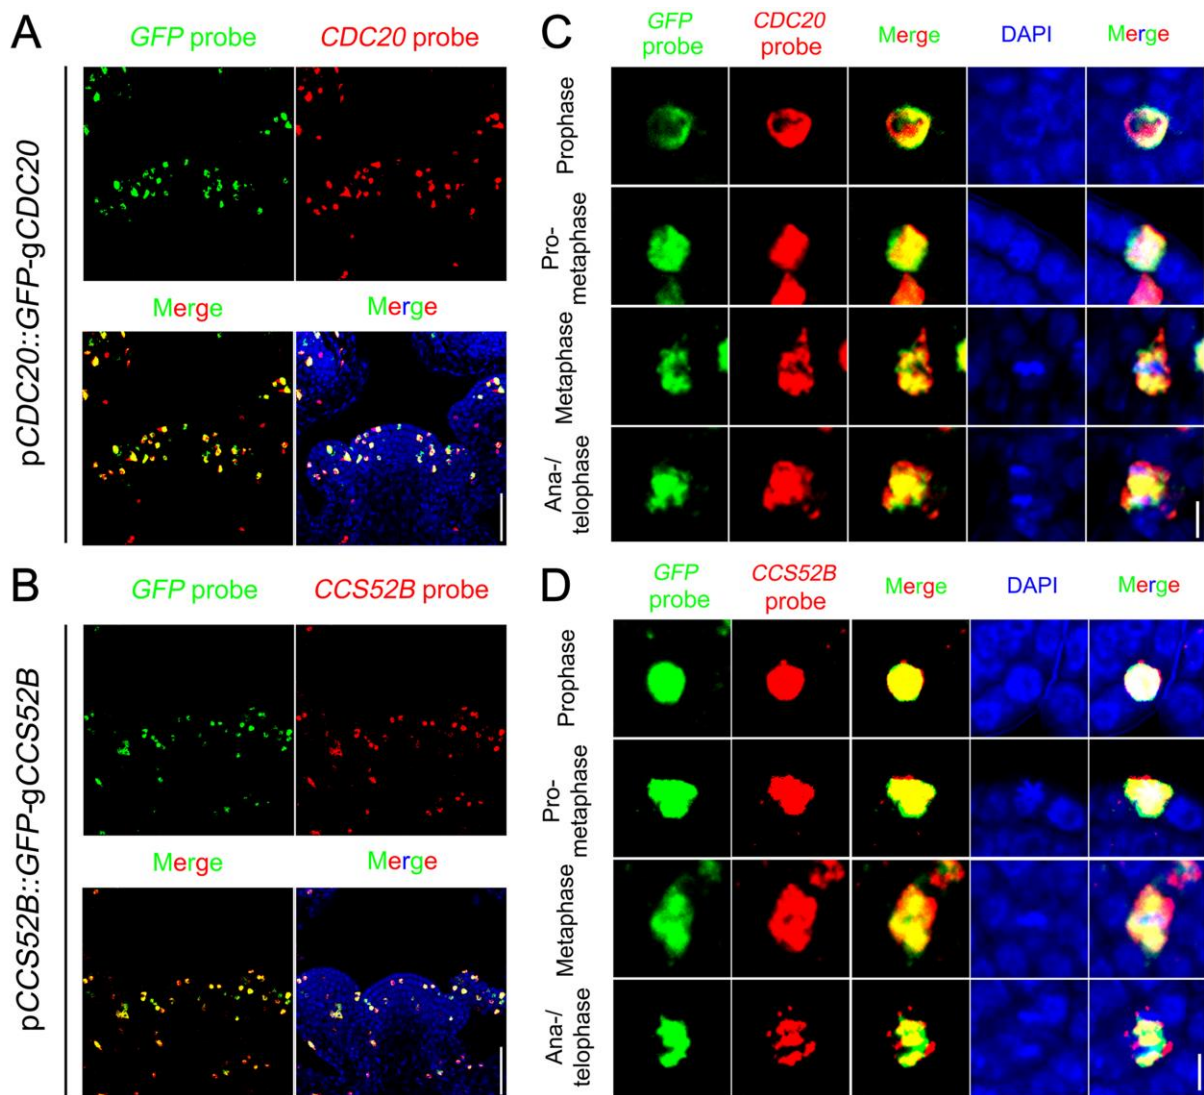 A
GFP probe
CDC20 probe
pCDC20::GFP-gCDC20
Merge
Merge
B
GFP probe
CCS52B probe
pCCS52B::GFP-gCCS52B
Merge
Merge
C
GFP
probe
CDC20
probe
Merge
DAPI
Merge
Prophase
Pro-
metaphase
Metaphase
Ana-/
telophase
D
GFP
probe
CCS52B
probe
Merge
DAPI
Merge
Prophase
Pro-
metaphase
Metaphase
Ana-/
telophase